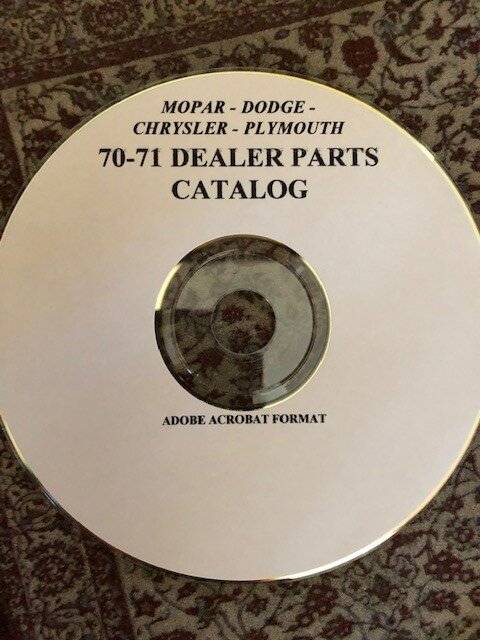 MOPAR - DODGE -
CHRYSLER - PLYMOUTH
70-71 DEALER PARTS
CATALOG
ADOBE ACROBAT FORMAT